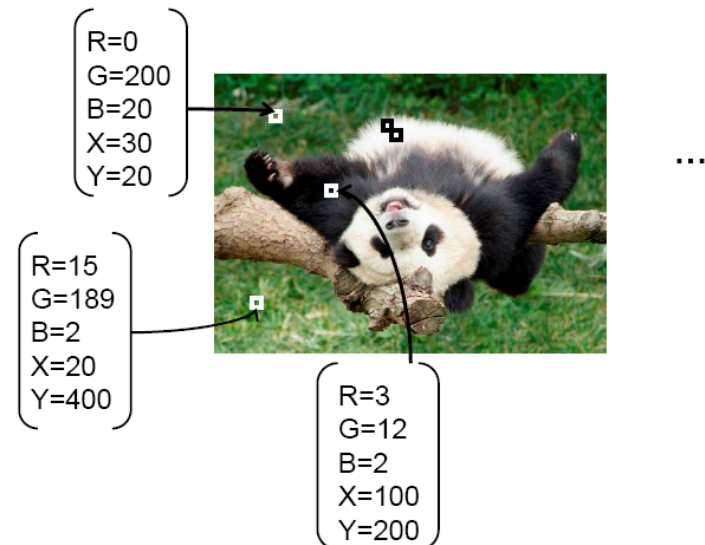 R=0
G=200
B=20
X=30
Y=20
...
R=15
G=189
B=2
X=20
Y=400
R=3
G=12
B=2
X=100
Y=200